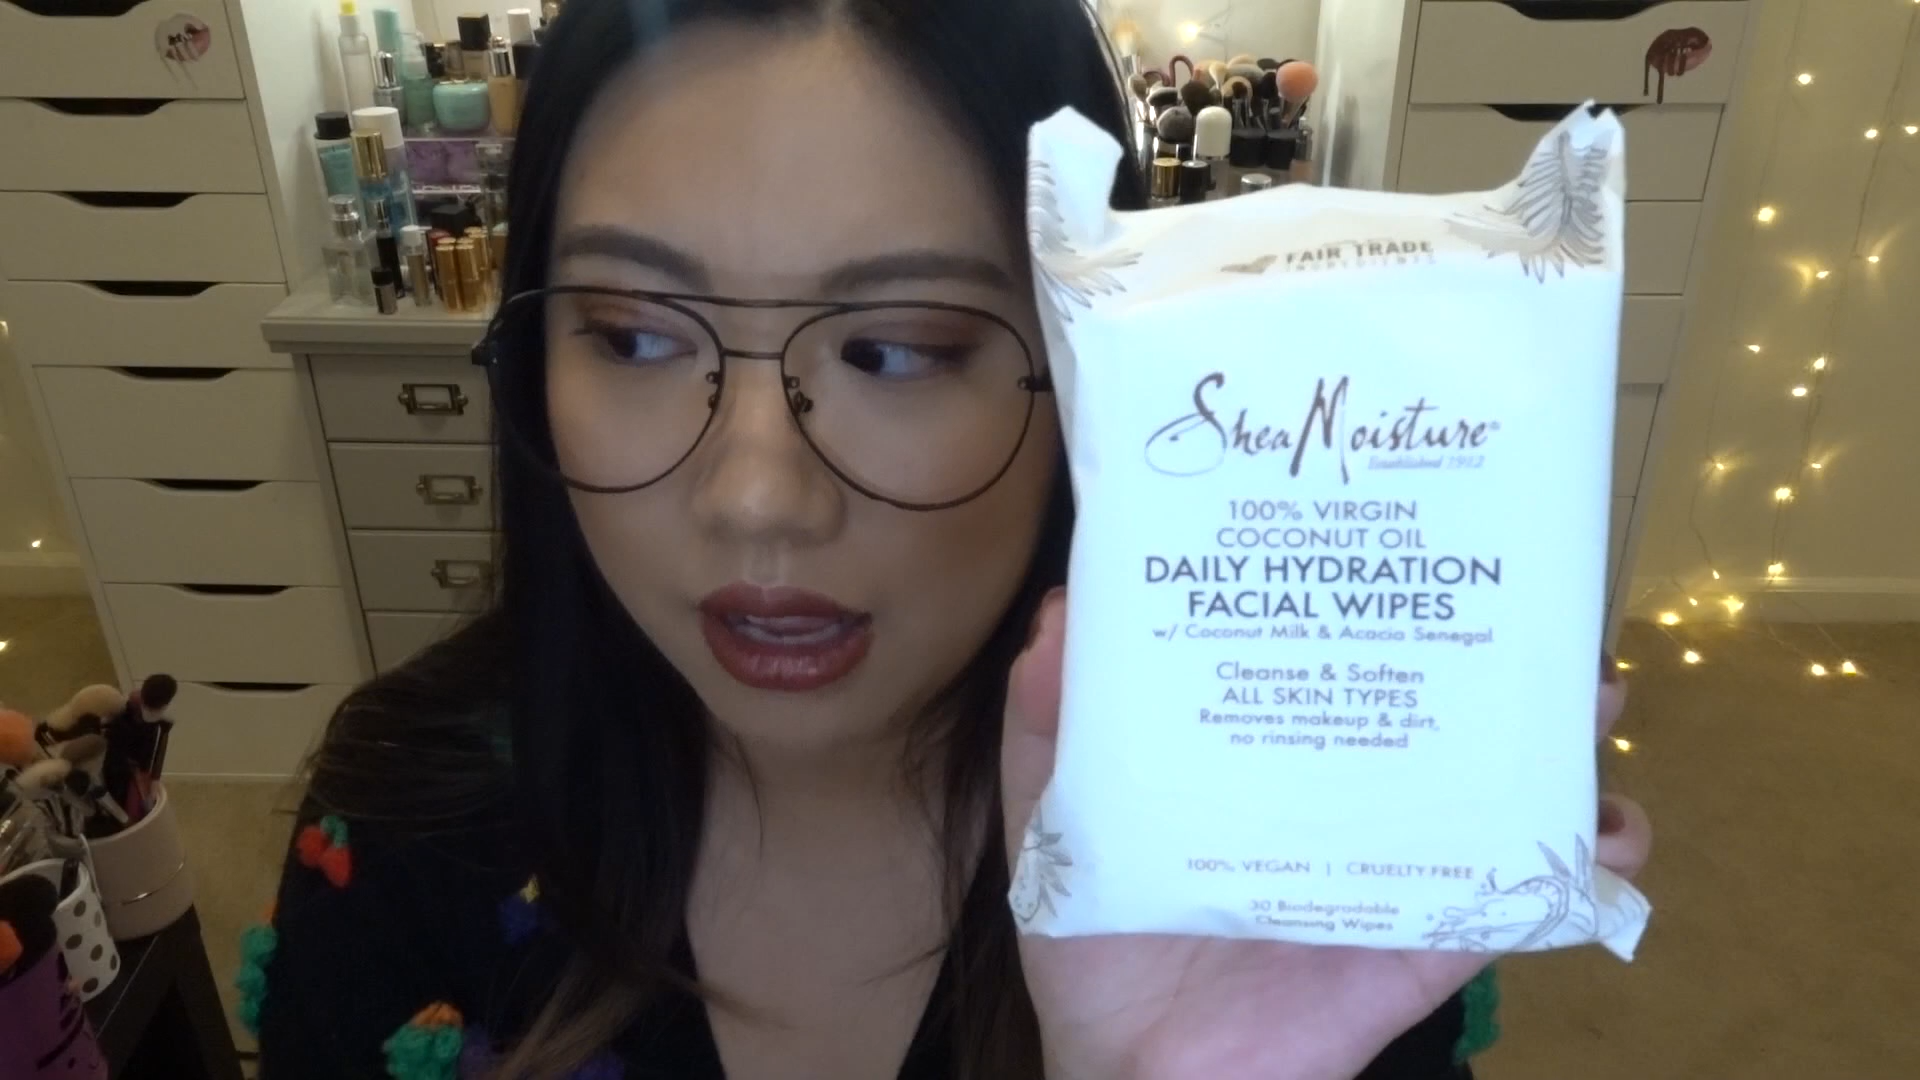 FAIR TRADE
INGREDIENTS
SheaMoisture®
Established 1912
100% VIRGIN
COCONUT OIL
DAILY HYDRATION
FACIAL WIPES
w/ Coconut Milk & Acacia Senegal
Cleanse & Soften
ALL SKIN TYPES
Removes makeup & dirt,
no rinsing needed
100% VEGAN | CRUELTY FREE
30 Biodegradable
Cleansing Wipes